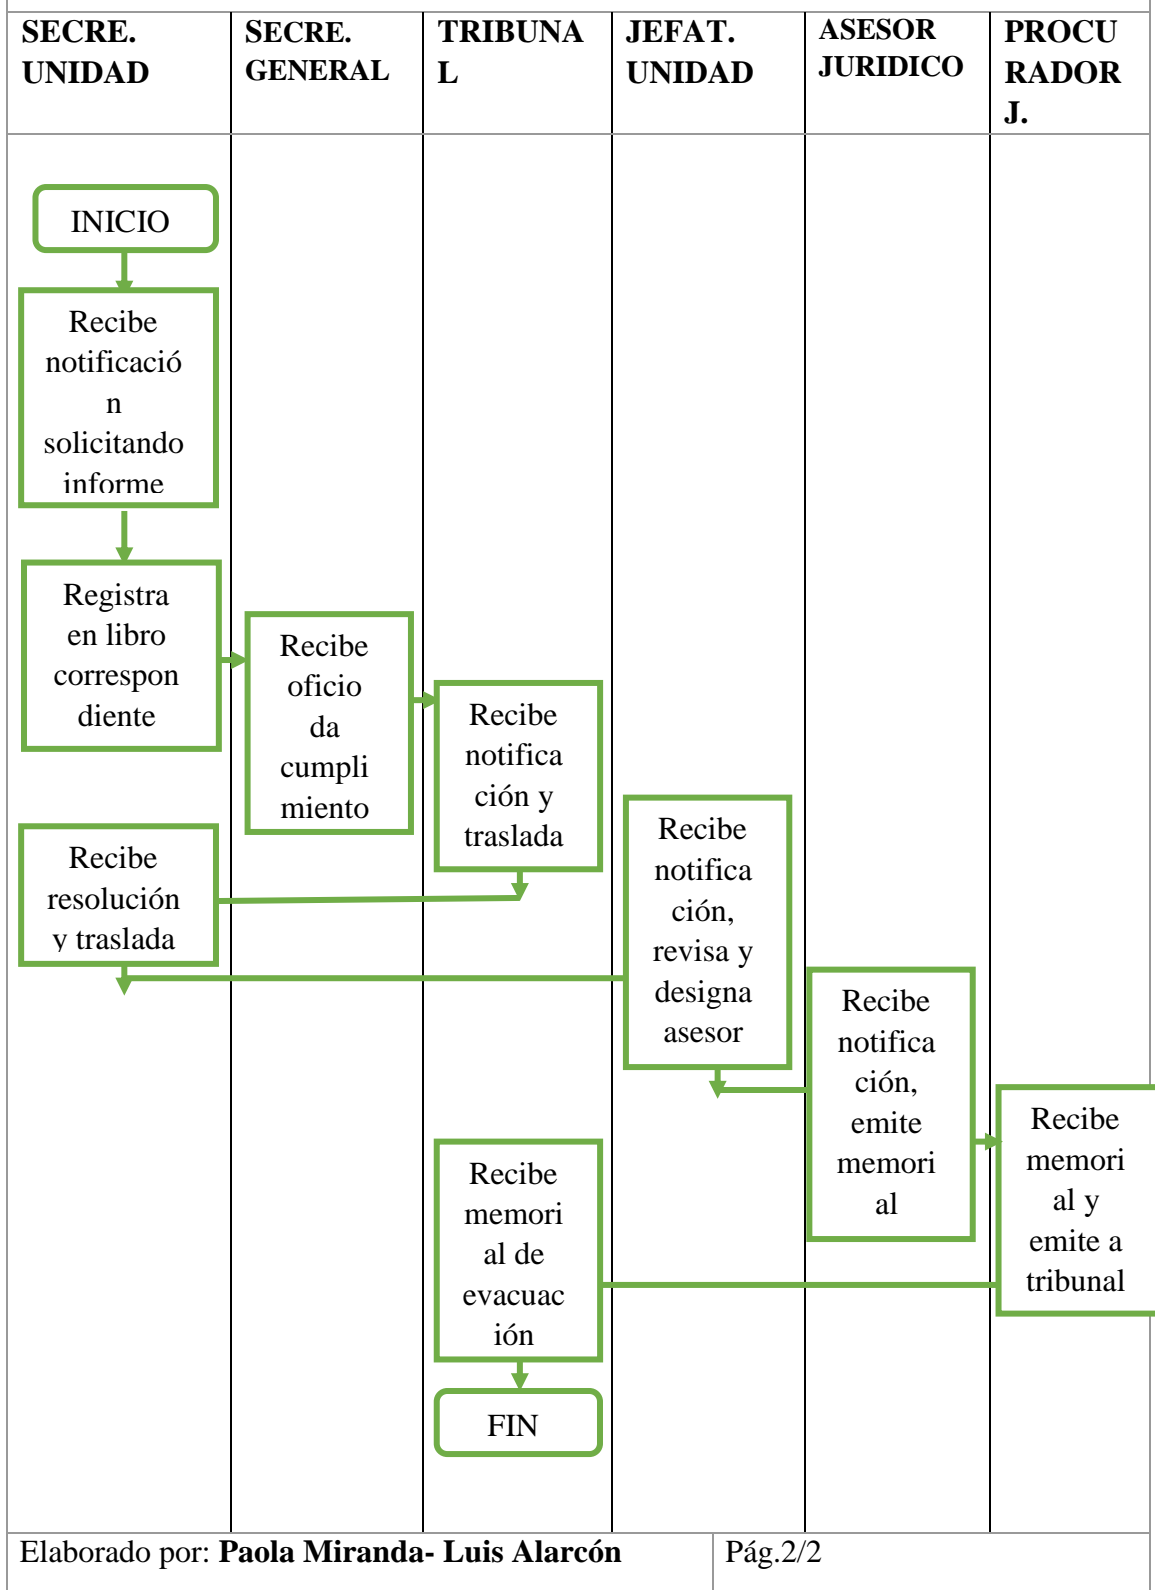 SECRE.
UNIDAD
SECRE.
GENERAL
TRIBUNA
L
JEFAT.
UNIDAD
ASESOR
JURIDICO
PROCU
RADOR
J.
INICIO
Recibe
notificació
n
solicitando
informe
Registra
en libro
correspon
diente
Recibe
oficio
da
cumpli
miento
Recibe
notifica
ción y
traslada
Recibe
resolución
y traslada
Recibe
notifica
ción,
revisa y
designa
asesor
Recibe
notifica
ción,
emite
memori
al
Recibe
memori
al y
emite a
tribunal
Recibe
memori
al de
evacuac
ión
FIN
Elaborado por: Paola Miranda- Luis Alarcón
Pág.2/2